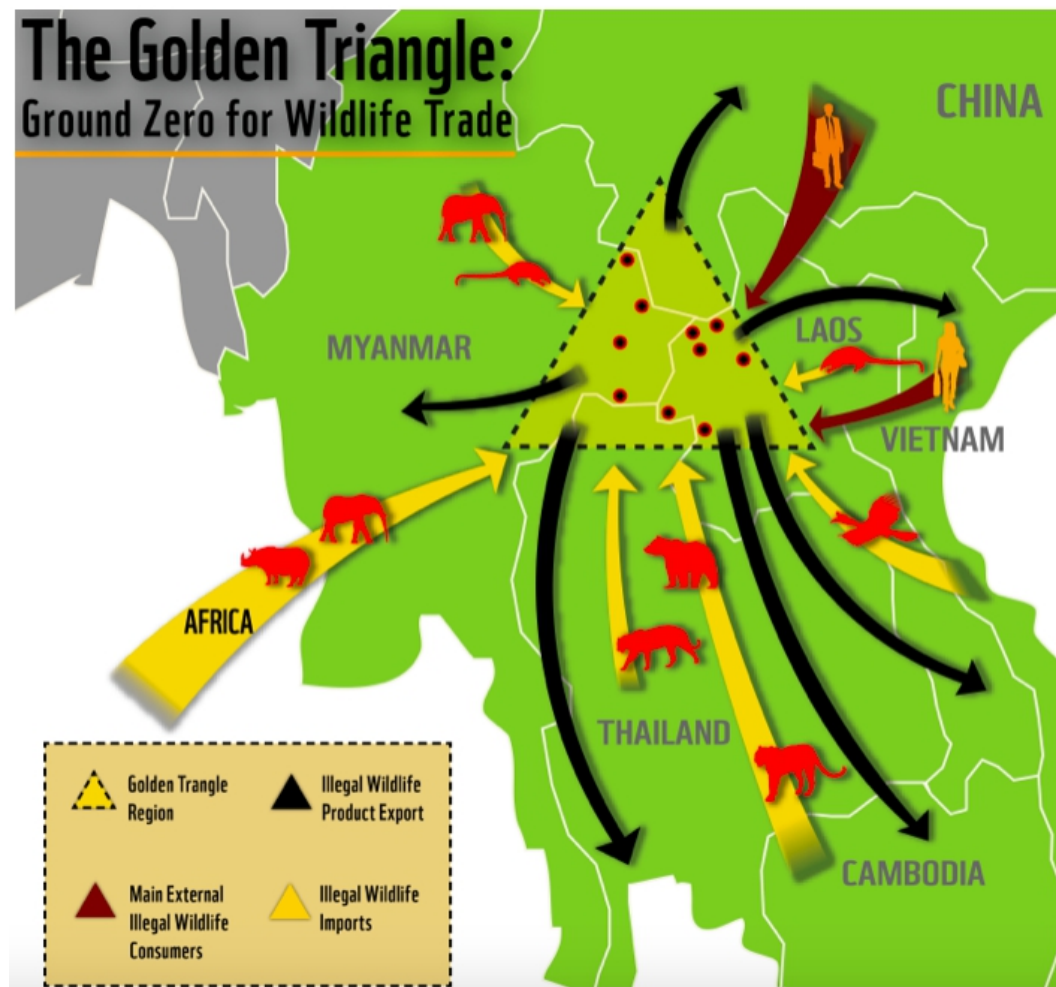 The Golden Triangle:
Ground Zero for Wildlife Trade
CHINA
MYANMAR
LAOS
VIETNAM
AFRICA
THAILAND
CAMBODIA
Golden Trangle
Region
Illegal Wildlife
Product Export
Main External
Illegal Wildlife
Consumers
Illegal Wildlife
Imports